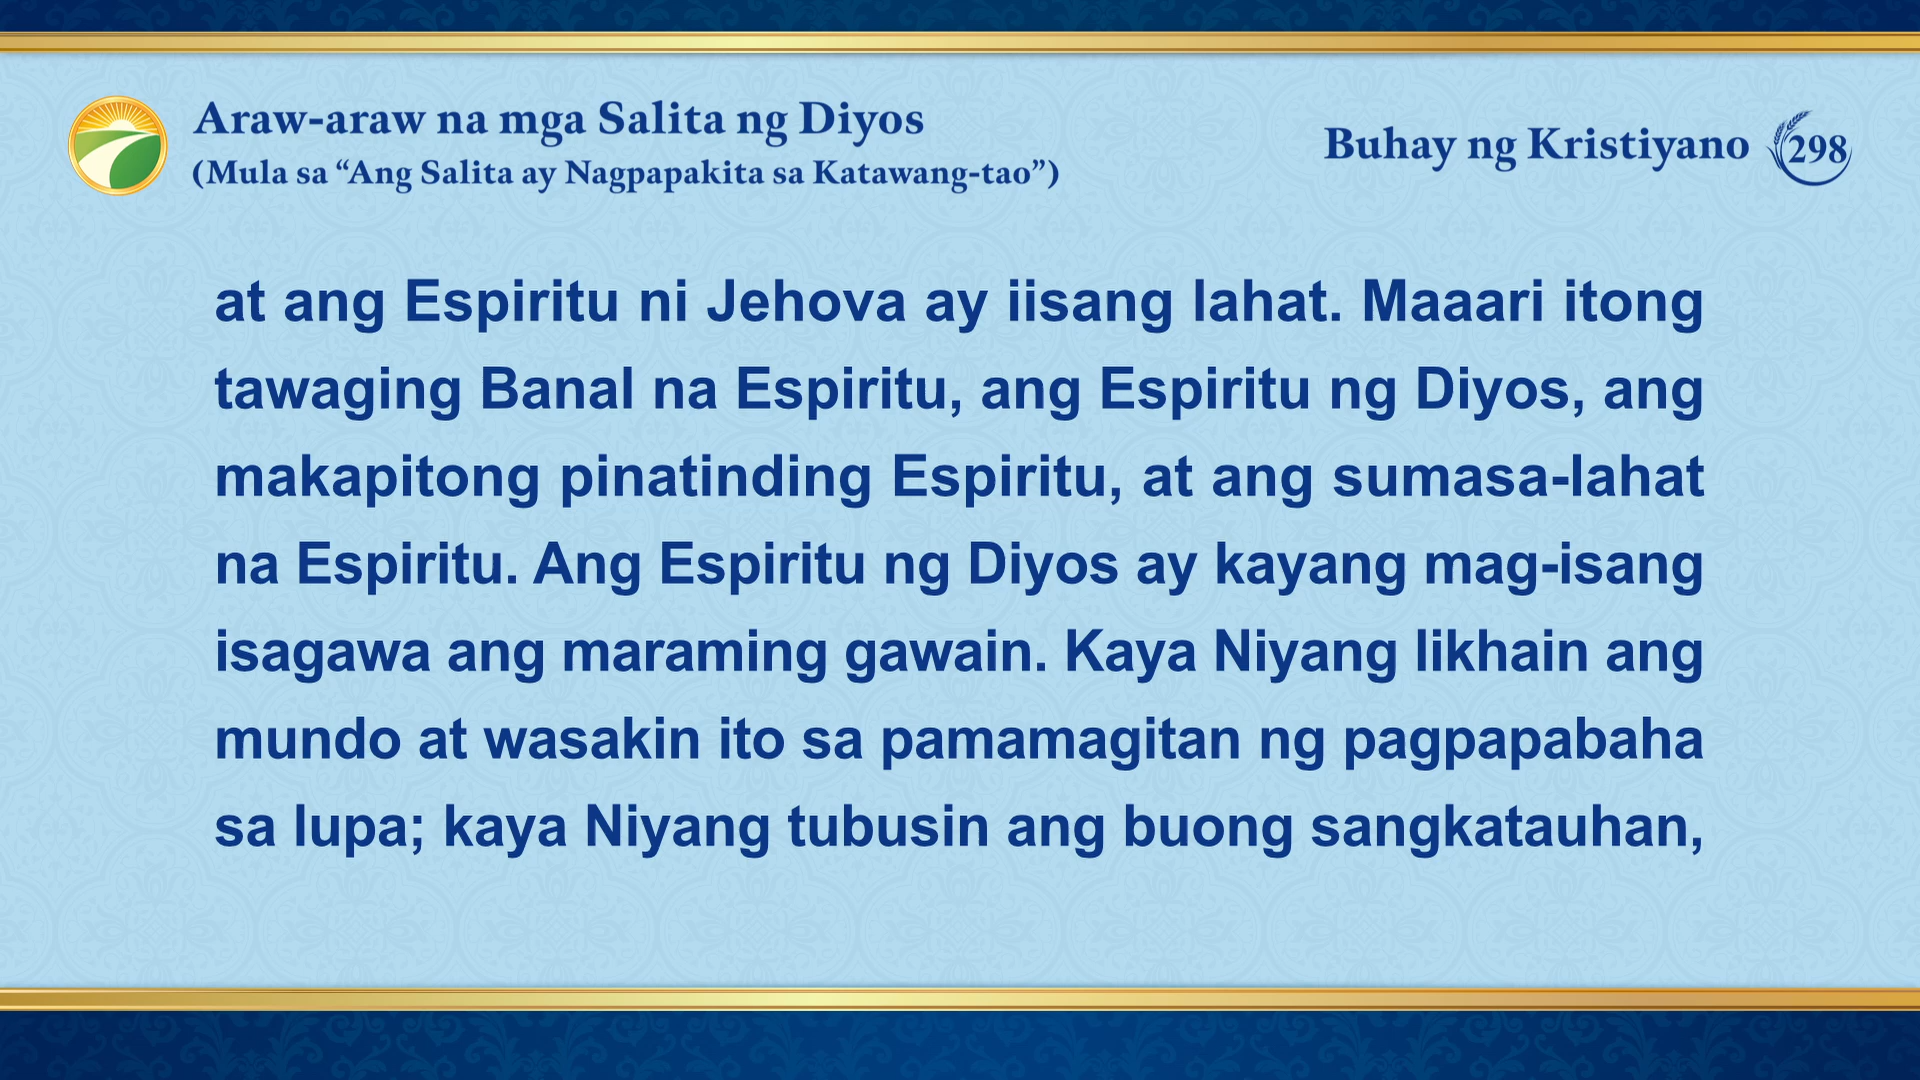 Araw-araw na mga Salita ng Diyos
(Mula sa “Ang Salita ay Nagpapakita sa Katawang-tao”)
Buhay ng Kristiyano 298
at ang Espiritu ni Jehova ay iisang lahat. Maaari itong
tawaging Banal na Espiritu, ang Espiritu ng Diyos, ang
makapitong pinatinding Espiritu, at ang sumasa-lahat
na Espiritu. Ang Espiritu ng Diyos ay kayang mag-isang
isagawa ang maraming gawain. Kaya Niyang likhain ang
mundo at wasakin ito sa pamamagitan ng pagpapabaha
sa lupa; kaya Niyang tubusin ang buong sangkatauhan,